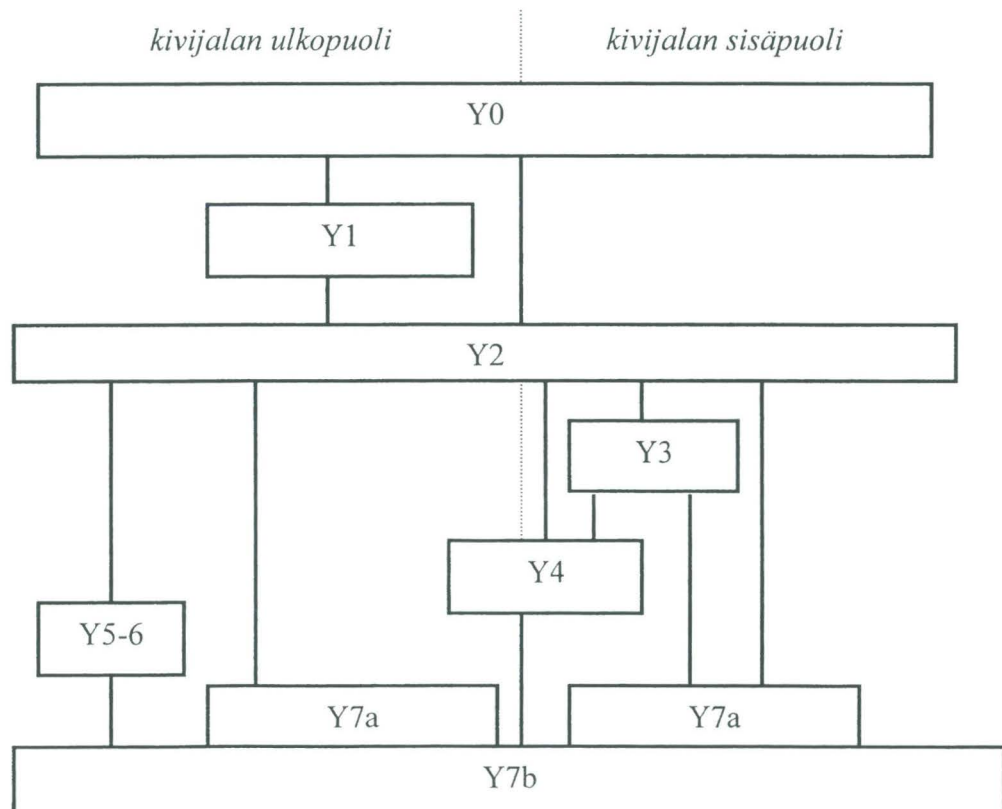 kivijalan ulkopuoli
kivijalan sisäpuoli
Y0
Y1
Y2
Y3
Y4
Y5-6
Y7a
Y7a
Y7b